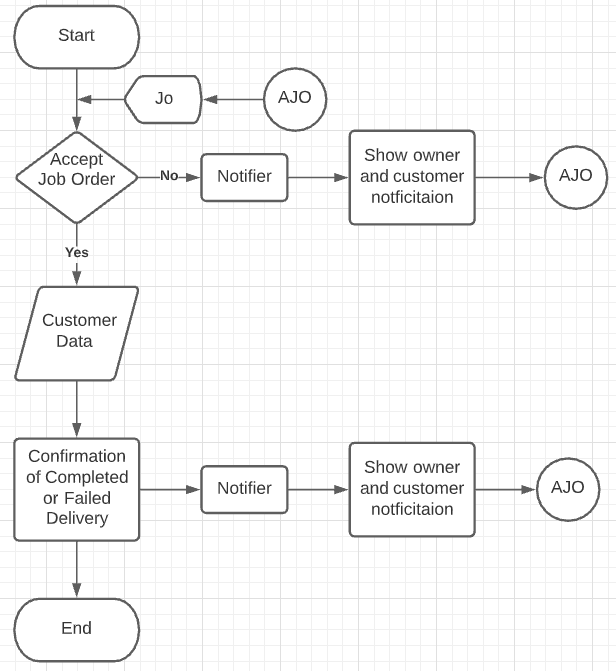 Start
Jo
AJO
Accept
Job Order
No
Notifier
Show owner
and customer
notficitaion
AJO
Yes
Customer
Data
Confirmation
of Completed
or Failed
Delivery
Notifier
Show owner
and customer
notficitaion
AJO
End